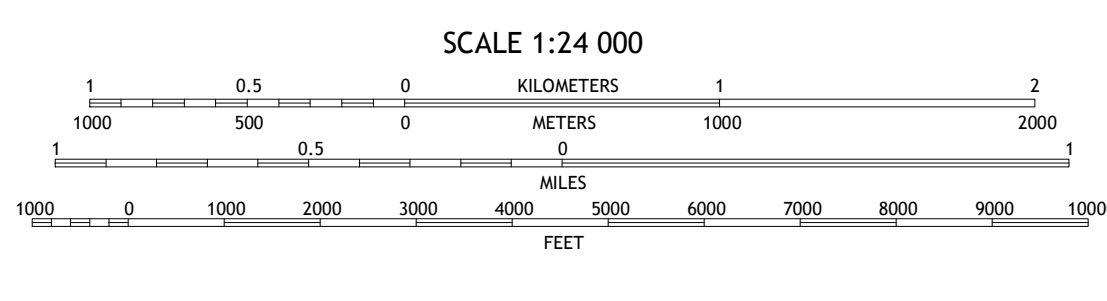 SCALE 1:24 000
1 0.5 0 KILOMETERS 1 2
1000 500 0 METERS 1000 2000
1 0.5 0 1
MILES
1000 0 1000 2000 3000 4000 5000 6000 7000 8000 9000 1000
FEET